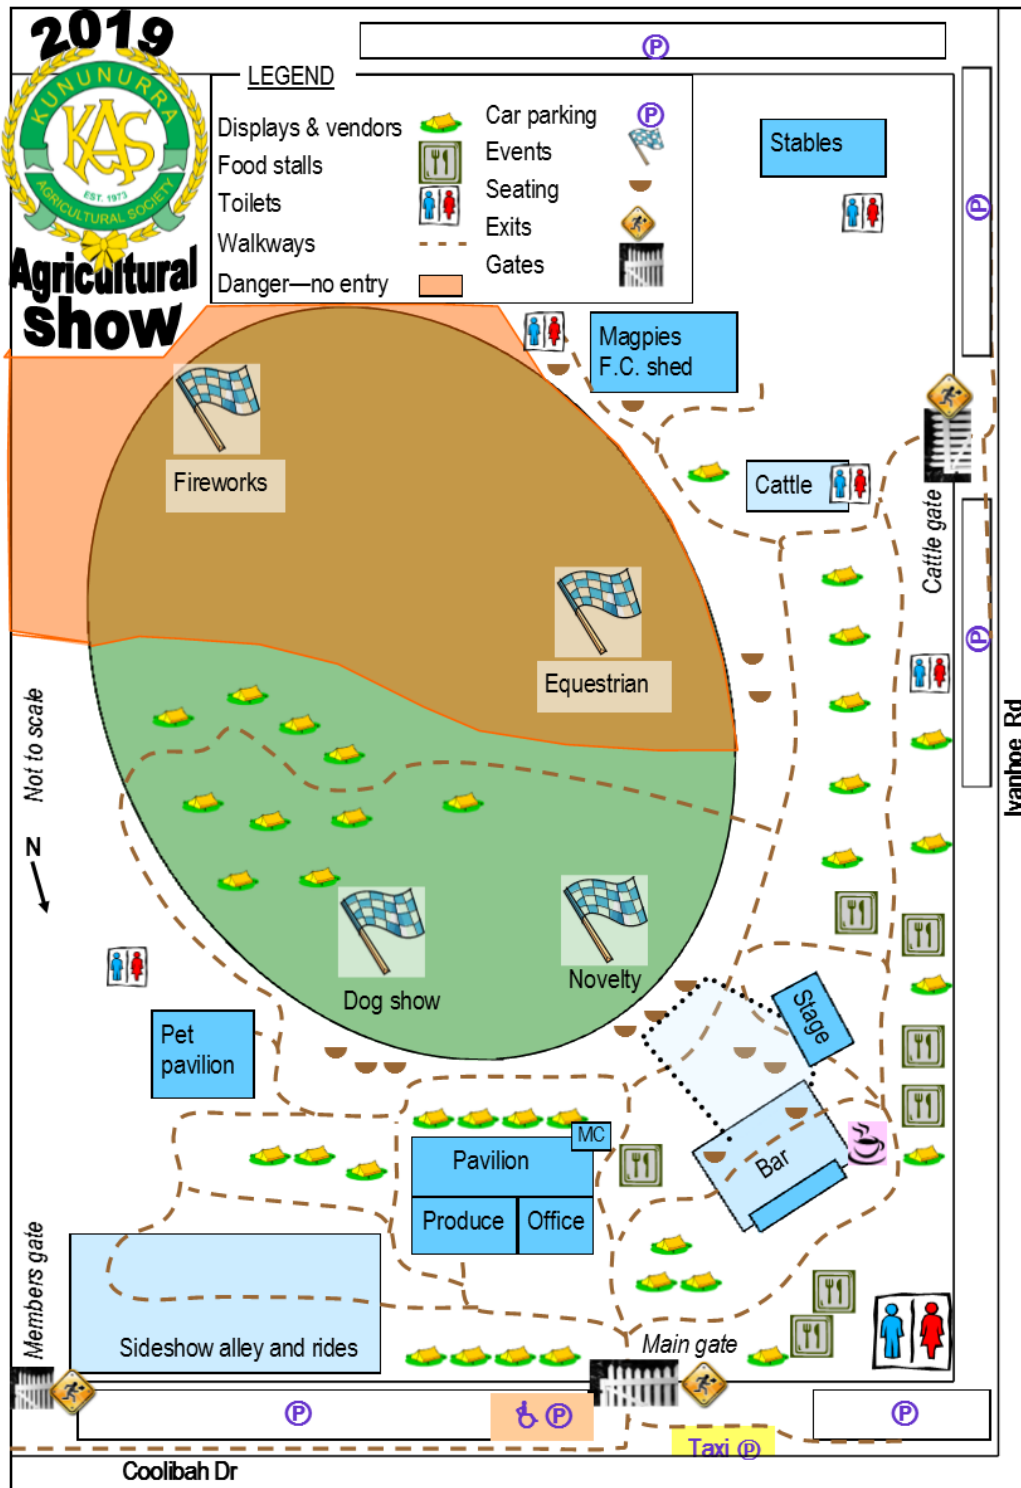 2019
KUNUNURRA
KAS
EST. 1973
AGRICULTURAL SOCIETY
Agricultural
show
LEGEND
Displays & vendors
Food stalls
Toilets
Walkways
Danger—no entry
Car parking
P
Events
Seating
Exits
Gates
P
Stables
P
Magpies
F.C. shed
Fireworks
Cattle
Cattle gate
Equestrian
P
Ivanhoe Rd
Not to scale
N
Dog show
Novelty
Stage
Pet
pavilion
MC
Pavilion
Bar
Produce
Office
Members gate
Sideshow alley and rides
Main gate
P
P
P
Taxi P
Coolibah Dr